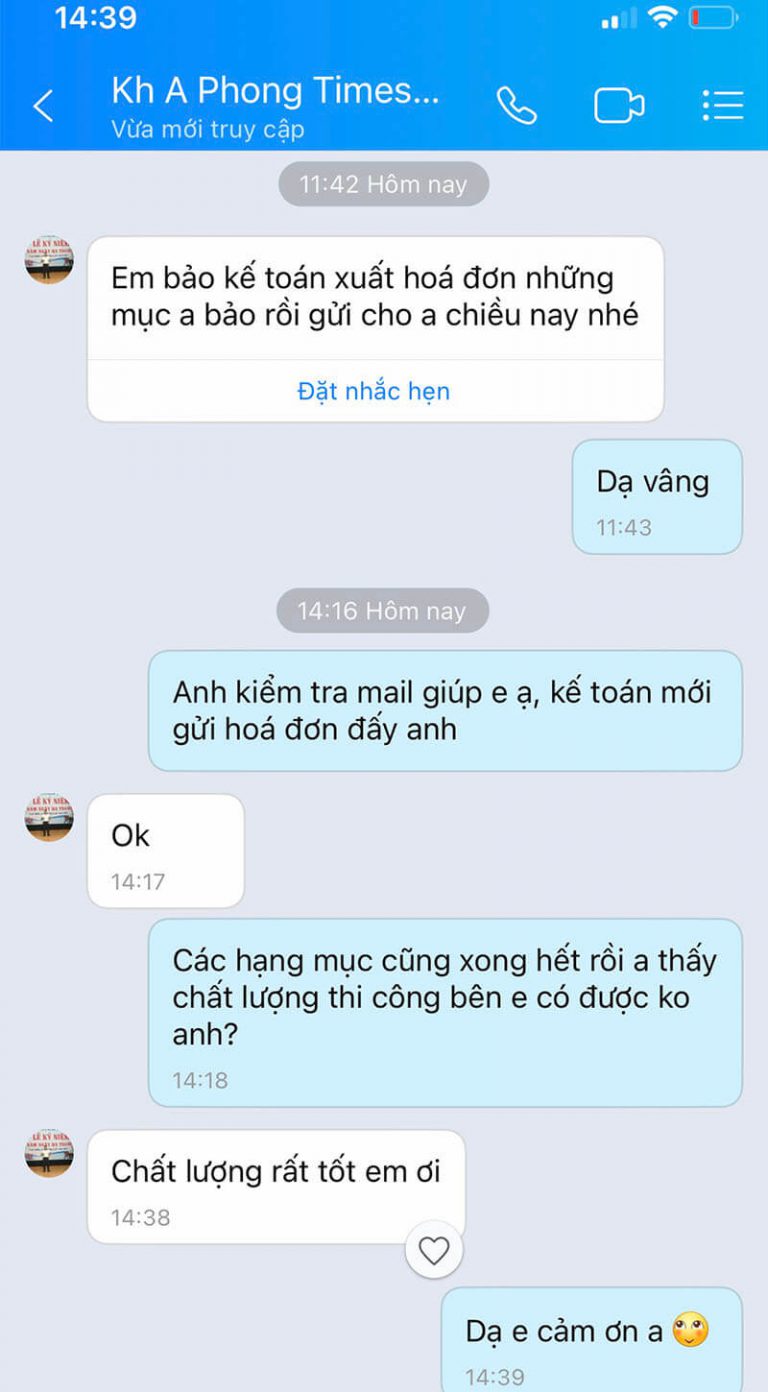 14:39
Kh A Phong Times...
Vừa mới truy cập
11:42 Hôm nay
Em bảo kế toán xuất hoá đơn những
mục a bảo rồi gửi cho a chiều nay nhé
Đặt nhắc hẹn
Dạ vâng
11:43
14:16 Hôm nay
Anh kiểm tra mail giúp e ạ, kế toán mới
gửi hoá đơn đấy anh
Ok
14:17
Các hạng mục cũng xong hết rồi a thấy
chất lượng thi công bên e có được ko
anh?
14:18
Chất lượng rất tốt em ơi
14:38
Dạ e cảm ơn a 🙄
14:39